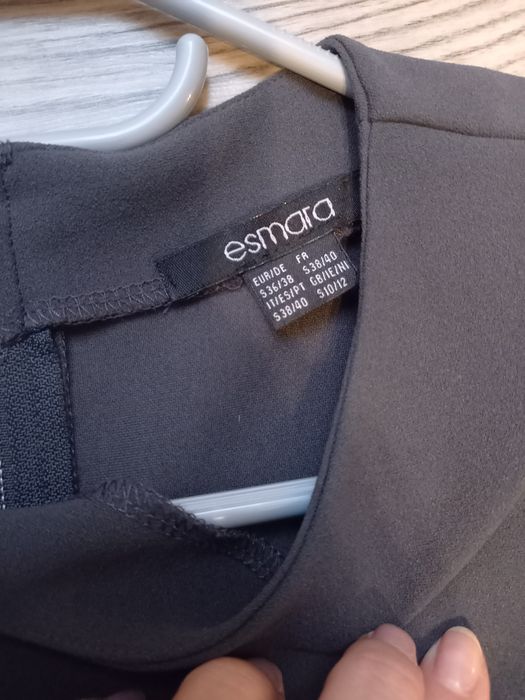 esmara
EUR/DE FR
S36/38 S38/40
IT/ES/PT GB/IE/NI
S38/40 S10/12